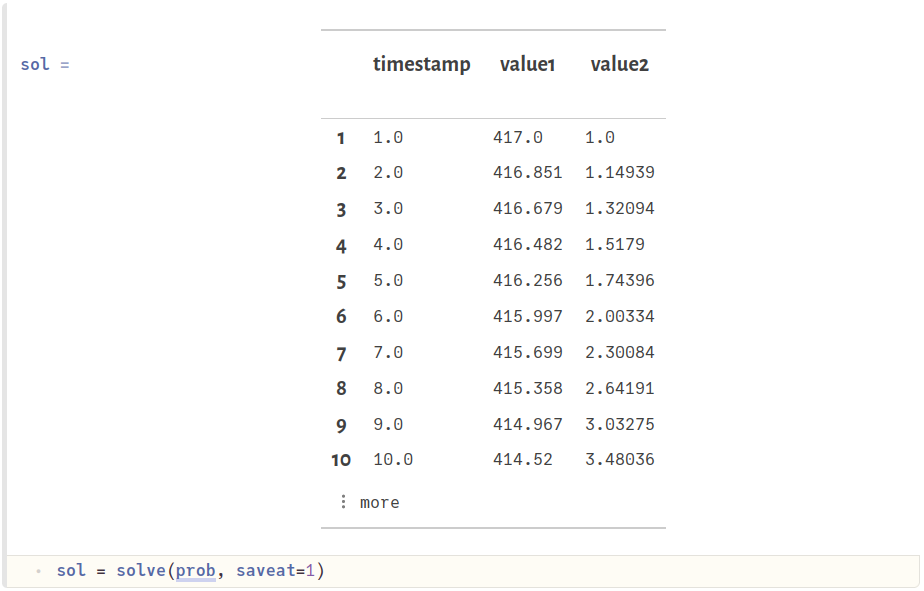 sol =
timestamp value1 value2
1 1.0 417.0 1.0
2 2.0 416.851 1.14939
3 3.0 416.679 1.32094
4 4.0 416.482 1.5179
5 5.0 416.256 1.74396
6 6.0 415.997 2.00334
7 7.0 415.699 2.30084
8 8.0 415.358 2.64191
9 9.0 414.967 3.03275
10 10.0 414.52 3.48036
⋮ more
sol = solve(prob, saveat=1)